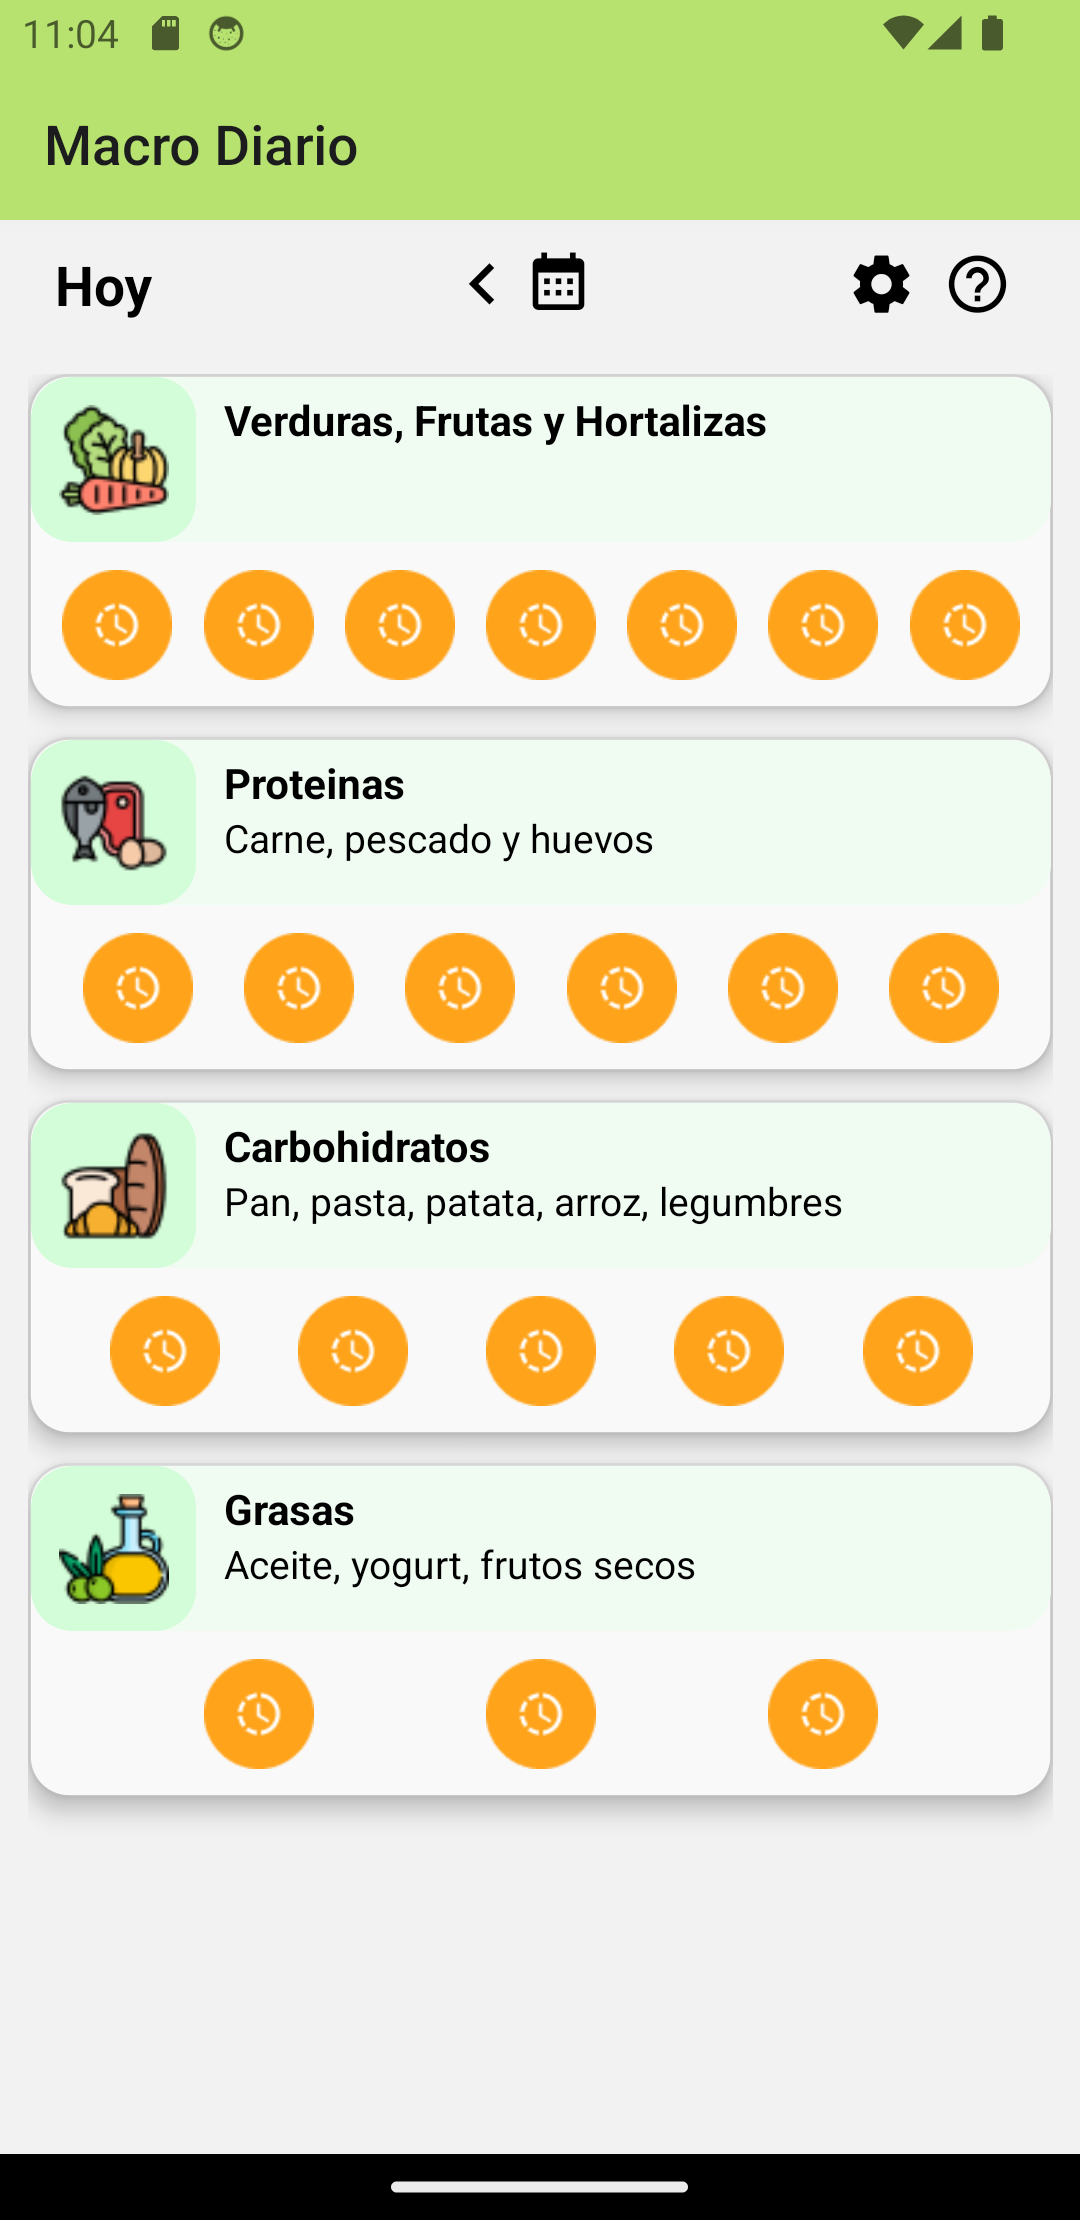 11:04
Macro Diario
Hoy
Verduras, Frutas y Hortalizas
Proteinas
Carne, pescado y huevos
Carbohidratos
Pan, pasta, patata, arroz, legumbres
Grasas
Aceite, yogurt, frutos secos